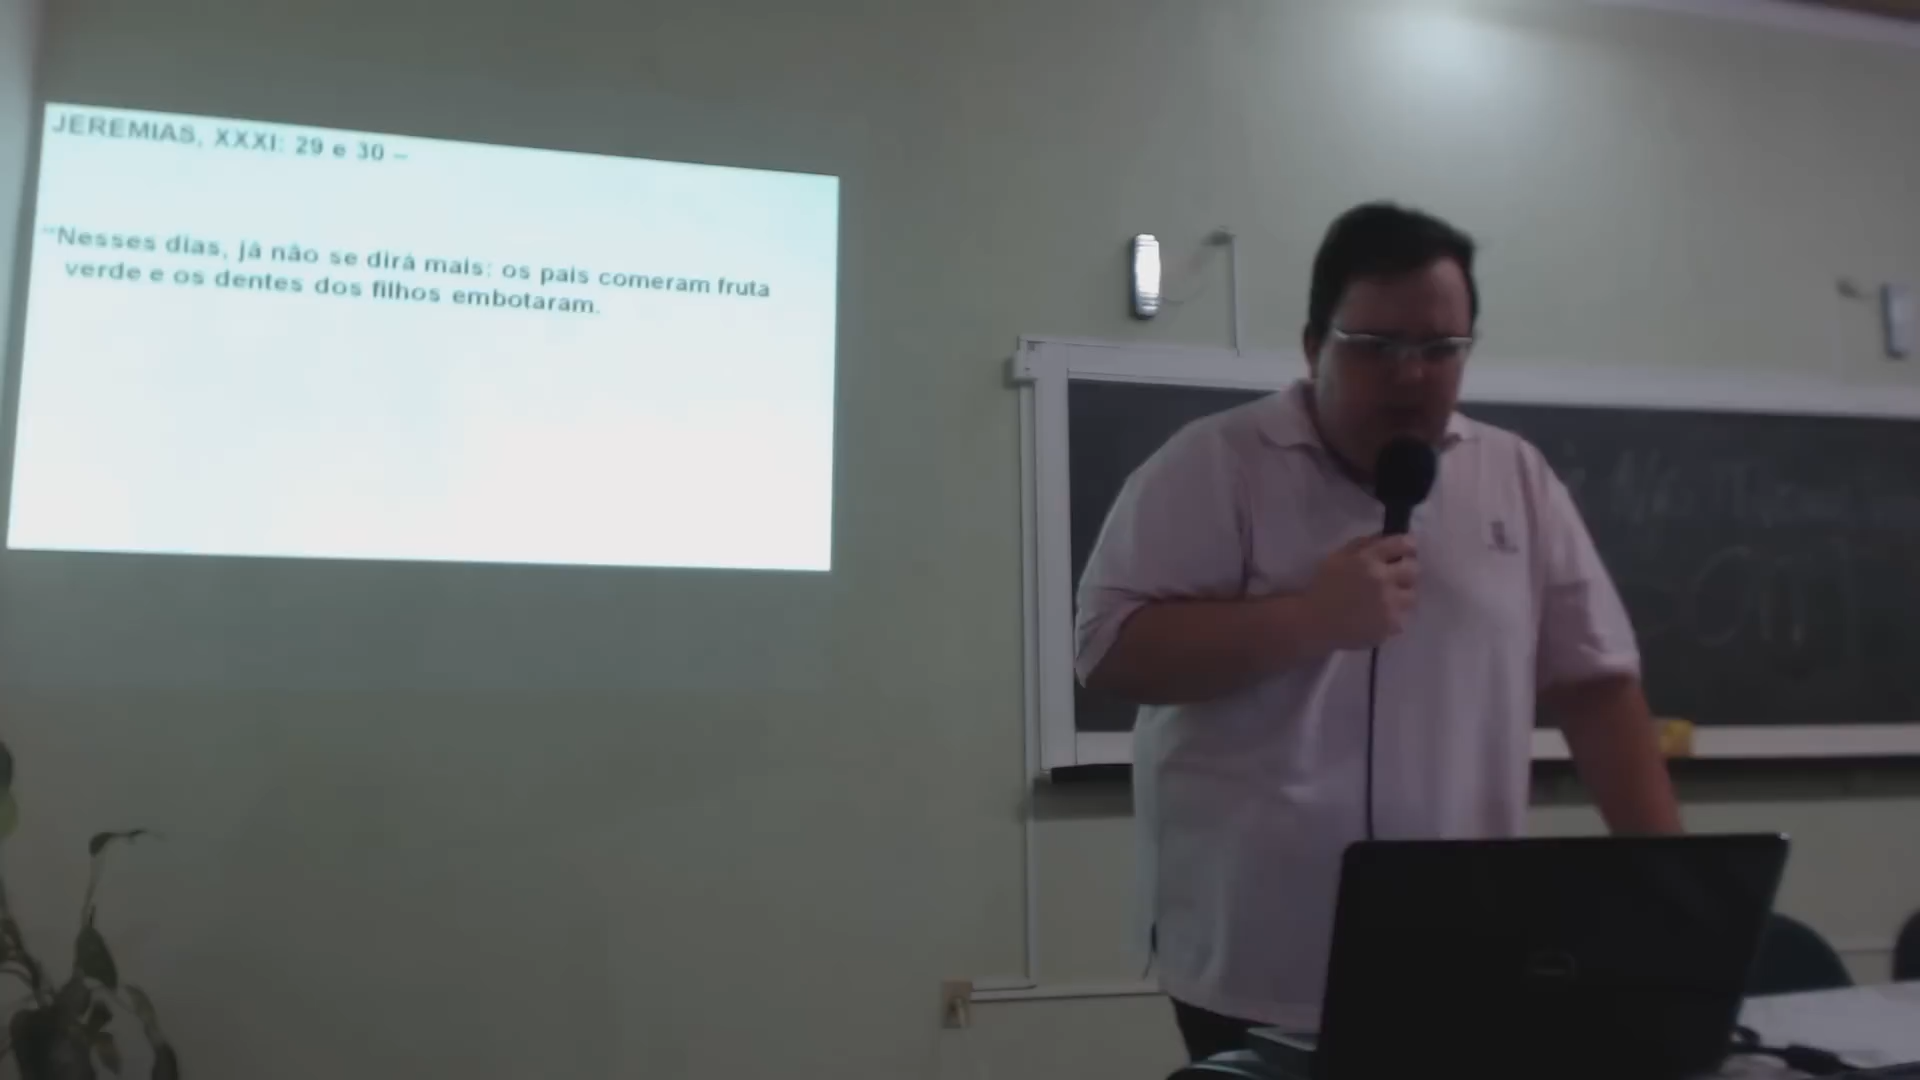 JEREMIAS, XXXI: 29 e 30 –
"Nesses dias, já não se dirá mais: os pais comeram fruta
verde e os dentes dos filhos embotaram.